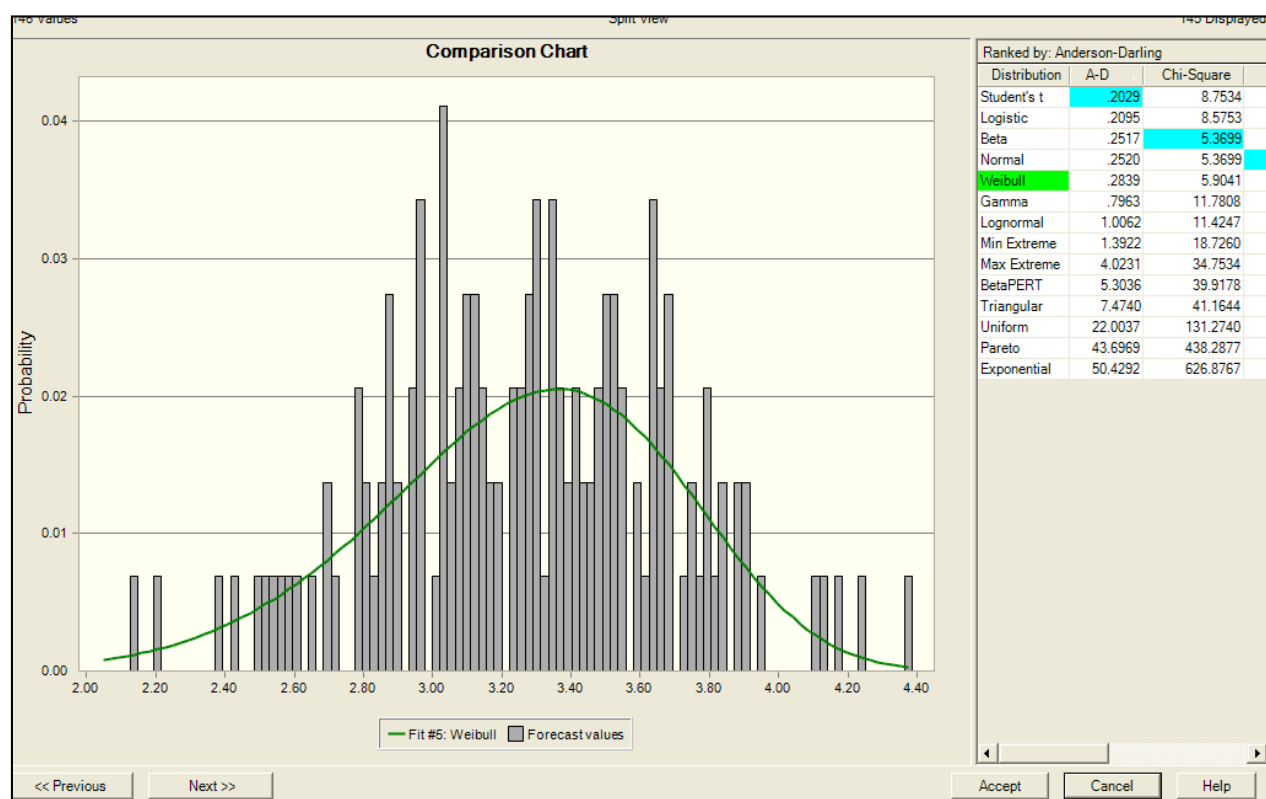 146 Values Split View 145 Displayed
Comparison Chart
Ranked by: Anderson-Darling
Distribution A-D Chi-Square
Student's t .2029 8.7534
Logistic .2095 8.5753
Beta .2517 5.3699
Normal .2520 5.3699
Weibull .2839 5.9041
Gamma .7963 11.7808
Lognormal 1.0062 11.4247
Min Extreme 1.3922 18.7260
Max Extreme 4.0231 34.7534
BetaPERT 5.3036 39.9178
Triangular 7.4740 41.1644
Uniform 22.0037 131.2740
Pareto 43.6969 438.2877
Exponential 50.4292 626.8767
Probability
0.04
0.03
0.02
0.01
0.00
2.00 2.20 2.40 2.60 2.80 3.00 3.20 3.40 3.60 3.80 4.00 4.20 4.40
Fit #5: Weibull Forecast values
<< Previous Next >> Accept Cancel Help